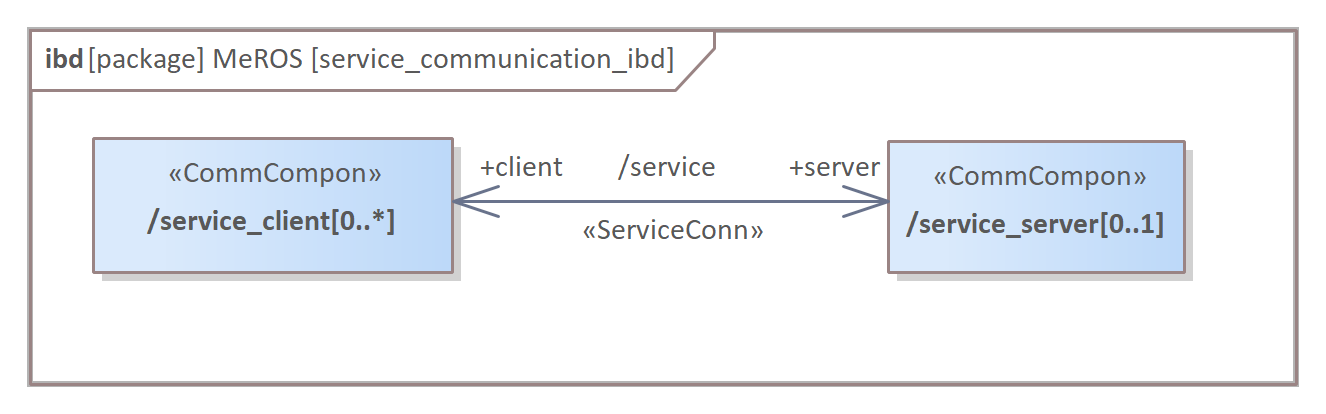 ibd [package] MeROS [service_communication_ibd]
«CommCompon»
/service_client[0..*]
+client /service +server
«ServiceConn»
«CommCompon»
/service_server[0..1]